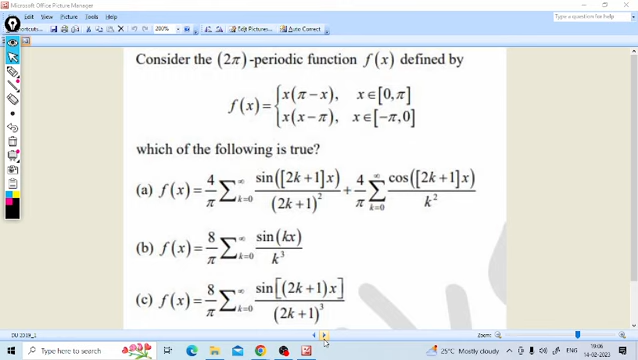 Microsoft Office Picture Manager
File Edit View Picture Tools Help
Type a question for help
Shortcuts... 200% Edit Pictures... Auto Correct
Consider the (2π)-periodic function f(x) defined by
f(x) = { x(π − x), x ∈ [0, π]
x(x − π), x ∈ [−π, 0]
which of the following is true?
(a) f(x) = 4/π ∑_{k=0}^{∞} sin([2k+1]x)/(2k+1)^2 + 4/π ∑_{k=0}^{∞} cos([2k+1]x)/k^2
(b) f(x) = 8/π ∑_{k=0}^{∞} sin(kx)/k^3
(c) f(x) = 8/π ∑_{k=0}^{∞} sin[(2k+1)x]/(2k+1)^3
DU 2019_1
Zoom:
Type here to search
25°C Mostly cloudy
ENG
19:06
14-02-2023